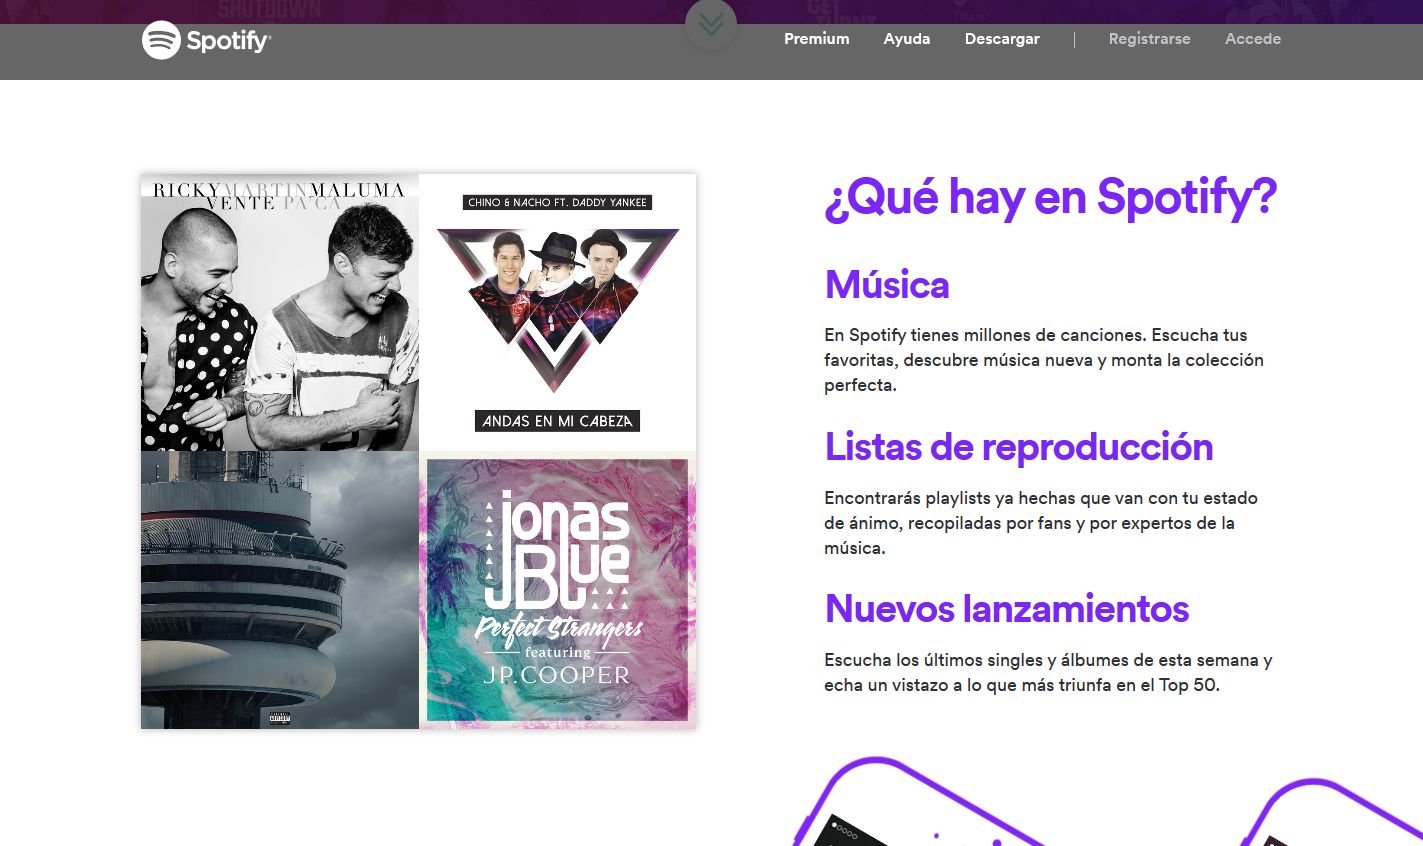 SHUTDOWN
GET
This is:
Spotify®
Premium
Ayuda
Descargar
Registrarse
Accede
RICKY MARTIN MALUMA
VENTE PA' CA
CHINO & NACHO FT. DADDY YANKEE
ANDAS EN MI CABEZA
jonas
BLUE
Perfect Strangers
featuring
JP. COOPER
¿Qué hay en Spotify?
Música
En Spotify tienes millones de canciones. Escucha tus
favoritas, descubre música nueva y monta la colección
perfecta.
Listas de reproducción
Encontrarás playlists ya hechas que van con tu estado
de ánimo, recopiladas por fans y por expertos de la
música.
Nuevos lanzamientos
Escucha los últimos singles y álbumes de esta semana y
echa un vistazo a lo que más triunfa en el Top 50.